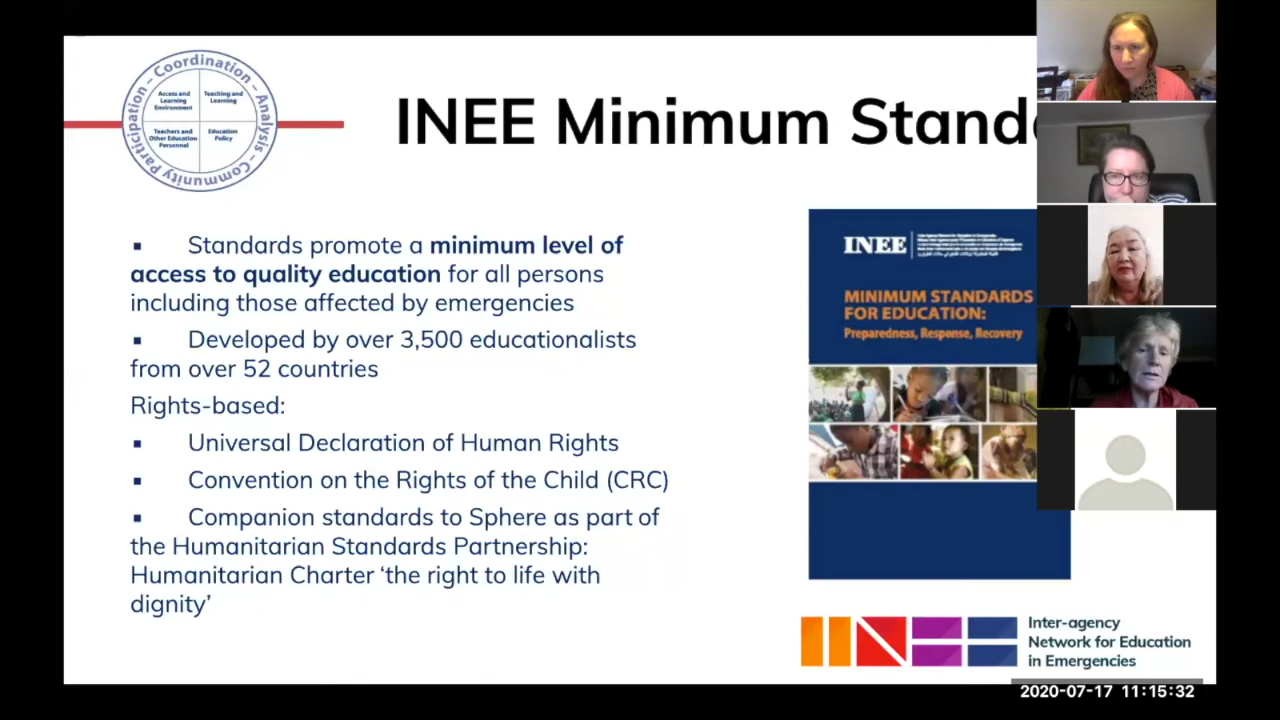 Community Participation – Coordination – Analysis –
Access and
Learning
Environment
Teaching and
Learning
Teachers and
Other Education
Personnel
Education
Policy
INEE Minimum
▪ Standards promote a minimum level of
access to quality education for all persons
including those affected by emergencies
▪ Developed by over 3,500 educationalists
from over 52 countries
Rights-based:
▪ Universal Declaration of Human Rights
▪ Convention on the Rights of the Child (CRC)
▪ Companion standards to Sphere as part of
the Humanitarian Standards Partnership:
Humanitarian Charter ‘the right to life with
dignity’
INEE
MINIMUM STANDARDS
FOR EDUCATION:
Preparedness, Response, Recovery
INEE
Inter-agency
Network for Education
in Emergencies
2020-07-17 11:15:32